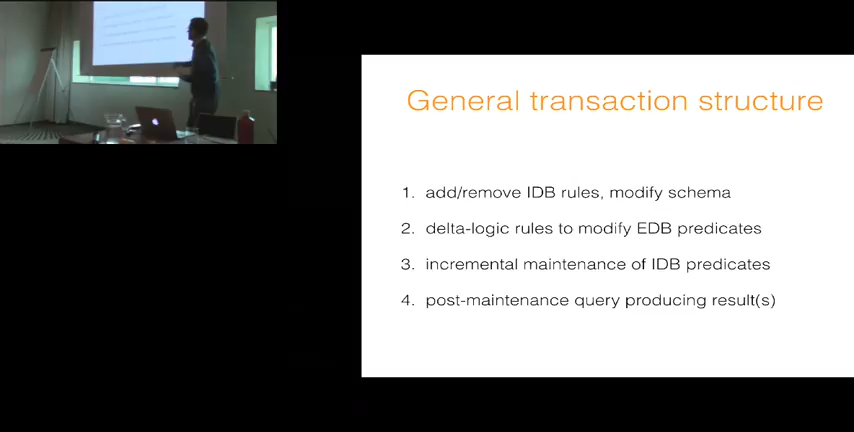 General transaction structure
1. add/remove IDB rules, modify schema
2. delta-logic rules to modify EDB predicates
3. incremental maintenance of IDB predicates
4. post-maintenance query producing result(s)